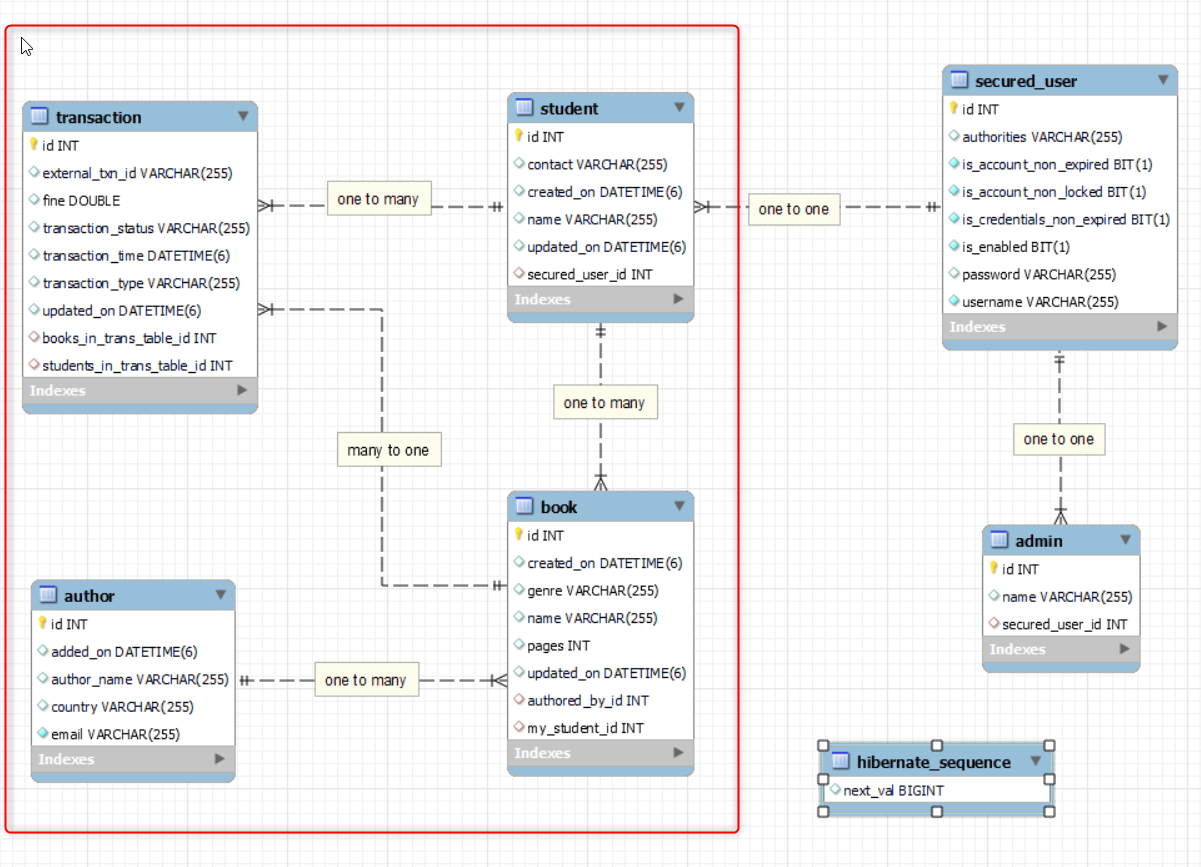 transaction
id INT
external_txn_id VARCHAR(255)
fine DOUBLE
transaction_status VARCHAR(255)
transaction_time DATETIME(6)
transaction_type VARCHAR(255)
updated_on DATETIME(6)
books_in_trans_table_id INT
students_in_trans_table_id INT
Indexes
one to many
student
id INT
contact VARCHAR(255)
created_on DATETIME(6)
name VARCHAR(255)
updated_on DATETIME(6)
secured_user_id INT
Indexes
one to one
secured_user
id INT
authorities VARCHAR(255)
is_account_non_expired BIT(1)
is_account_non_locked BIT(1)
is_credentials_non_expired BIT(1)
is_enabled BIT(1)
password VARCHAR(255)
username VARCHAR(255)
Indexes
one to many
many to one
one to one
author
id INT
added_on DATETIME(6)
author_name VARCHAR(255)
country VARCHAR(255)
email VARCHAR(255)
Indexes
one to many
book
id INT
created_on DATETIME(6)
genre VARCHAR(255)
name VARCHAR(255)
pages INT
updated_on DATETIME(6)
authored_by_id INT
my_student_id INT
Indexes
admin
id INT
name VARCHAR(255)
secured_user_id INT
Indexes
hibernate_sequence
next_val BIGINT